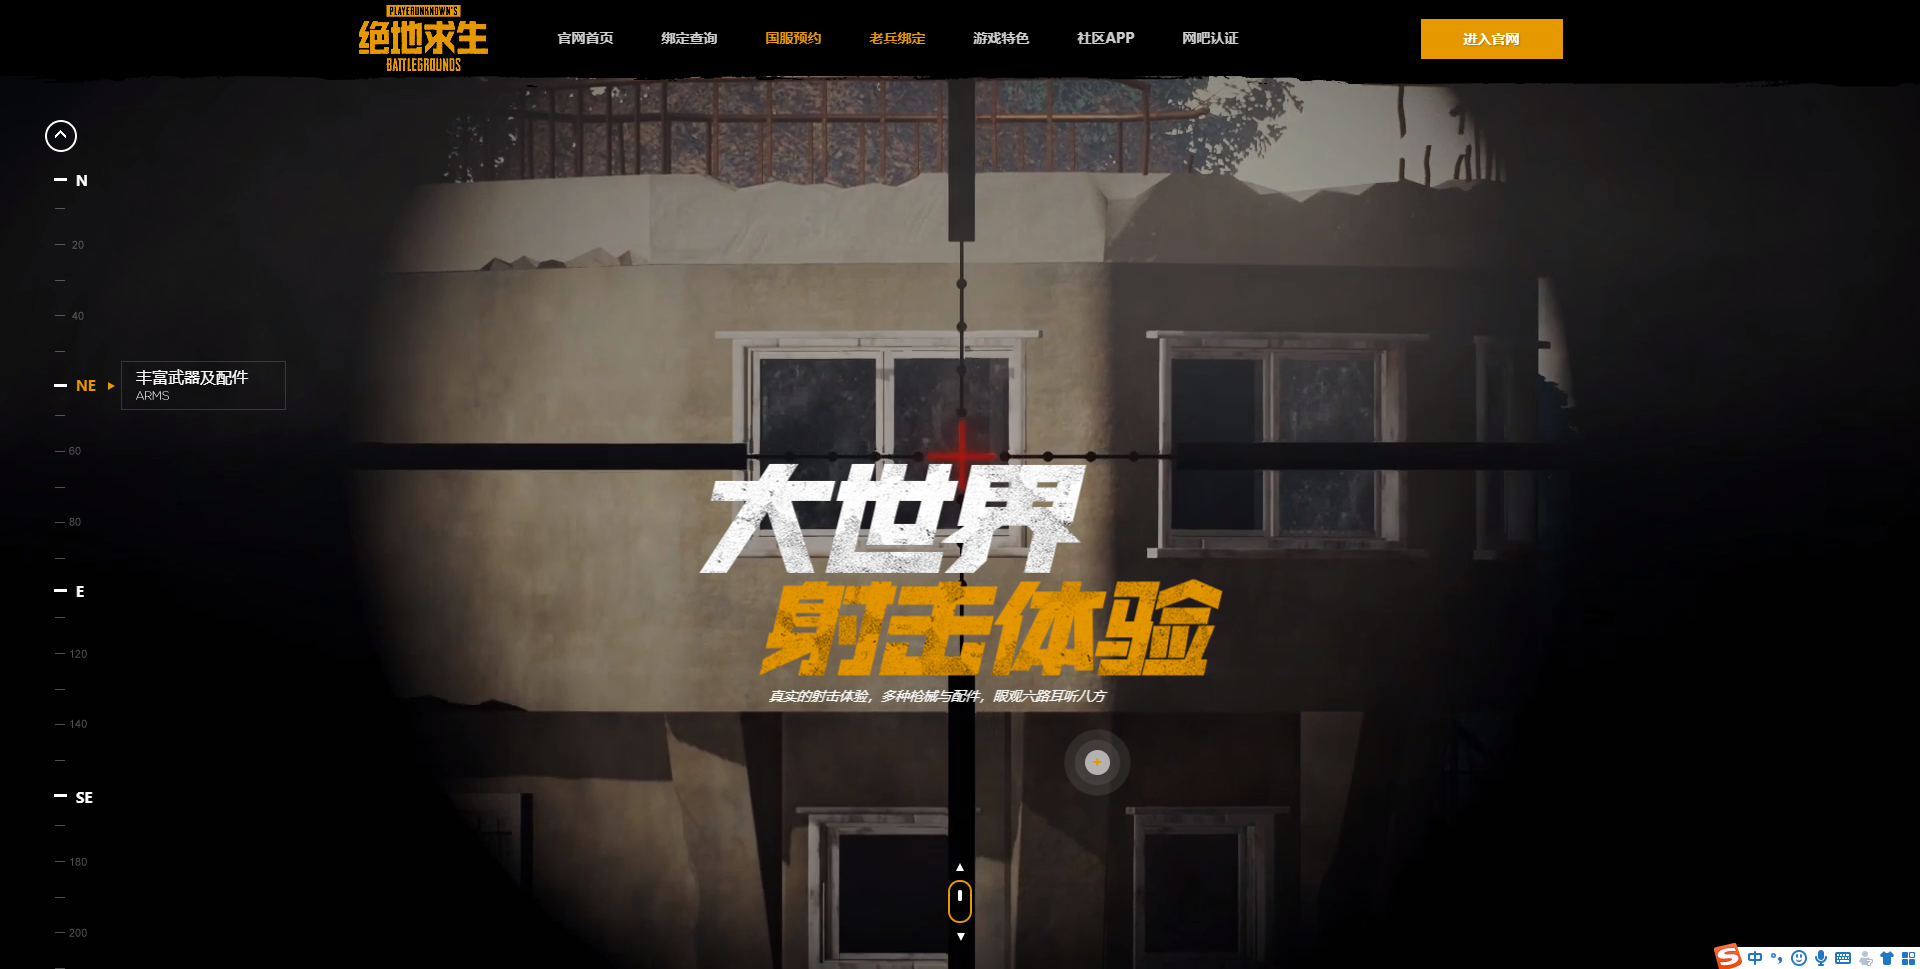 PLAYERUNKNOWN'S
绝地求生
BATTLEGROUNDS
官网首页 绑定查询 国服预约 老兵绑定 游戏特色 社区APP 网吧认证
进入官网
N
20
40
NE
丰富武器及配件
ARMS
60
80
大世界
E
射击体验
120
真实的射击体验，多种枪械与配件，眼观六路耳听八方
140
SE
180
200
S 中